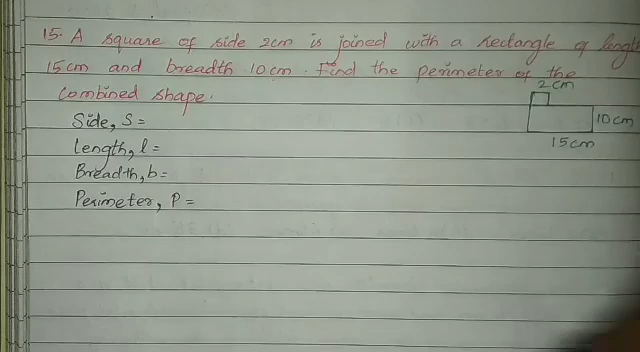 15. A square of side 2cm is joined with a rectangle of length
15cm and breadth 10cm. Find the perimeter of the
combined shape.
2cm
10cm
15cm
Side, S =
Length, l =
Breadth, b =
Perimeter, P =